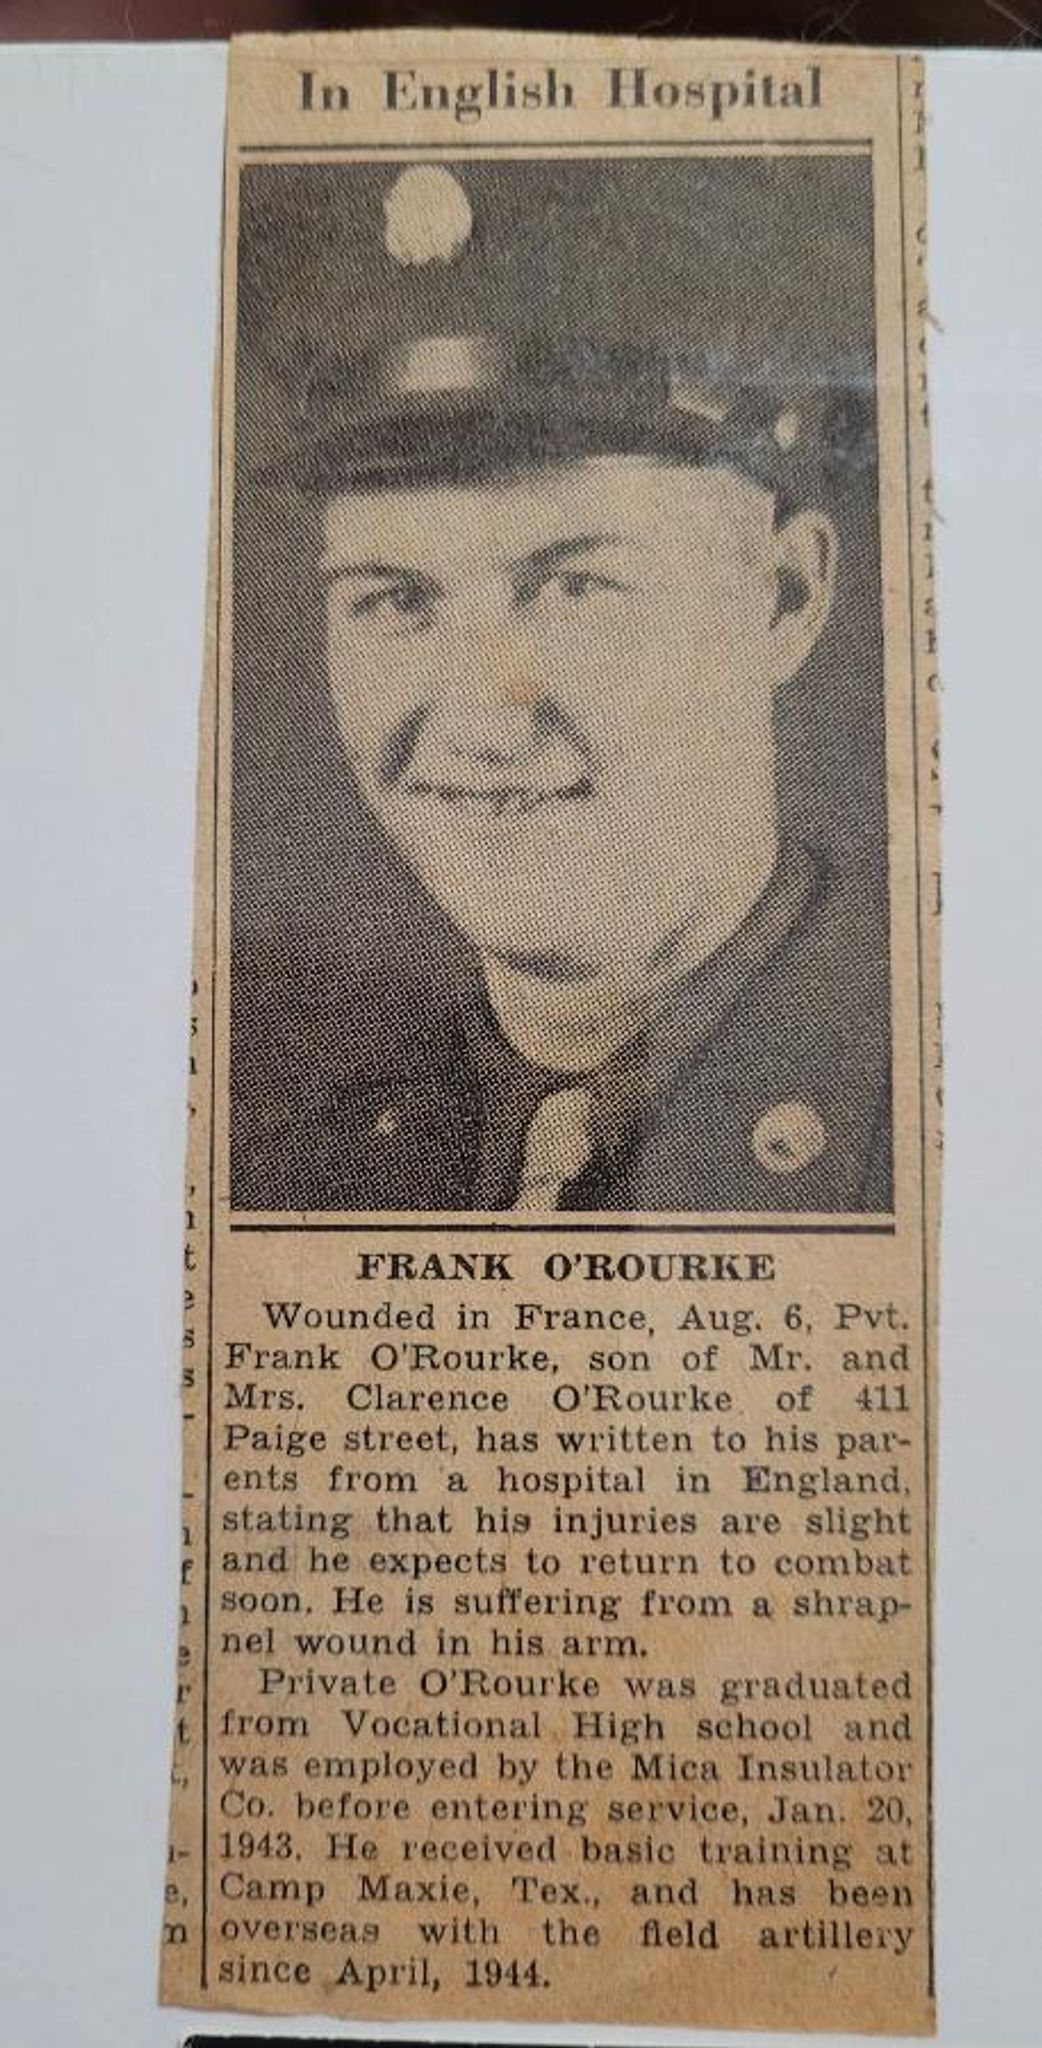 In English Hospital
FRANK O'ROURKE
Wounded in France, Aug. 6, Pvt.
Frank O'Rourke, son of Mr. and
Mrs. Clarence O'Rourke of 411
Paige street, has written to his par-
ents from a hospital in England,
stating that his injuries are slight
and he expects to return to combat
soon. He is suffering from a shrap-
nel wound in his arm.
Private O'Rourke was graduated
from Vocational High school and
was employed by the Mica Insulator
Co. before entering service, Jan. 20,
1943. He received basic training at
Camp Maxie, Tex., and has been
overseas with the field artillery
since April, 1944.